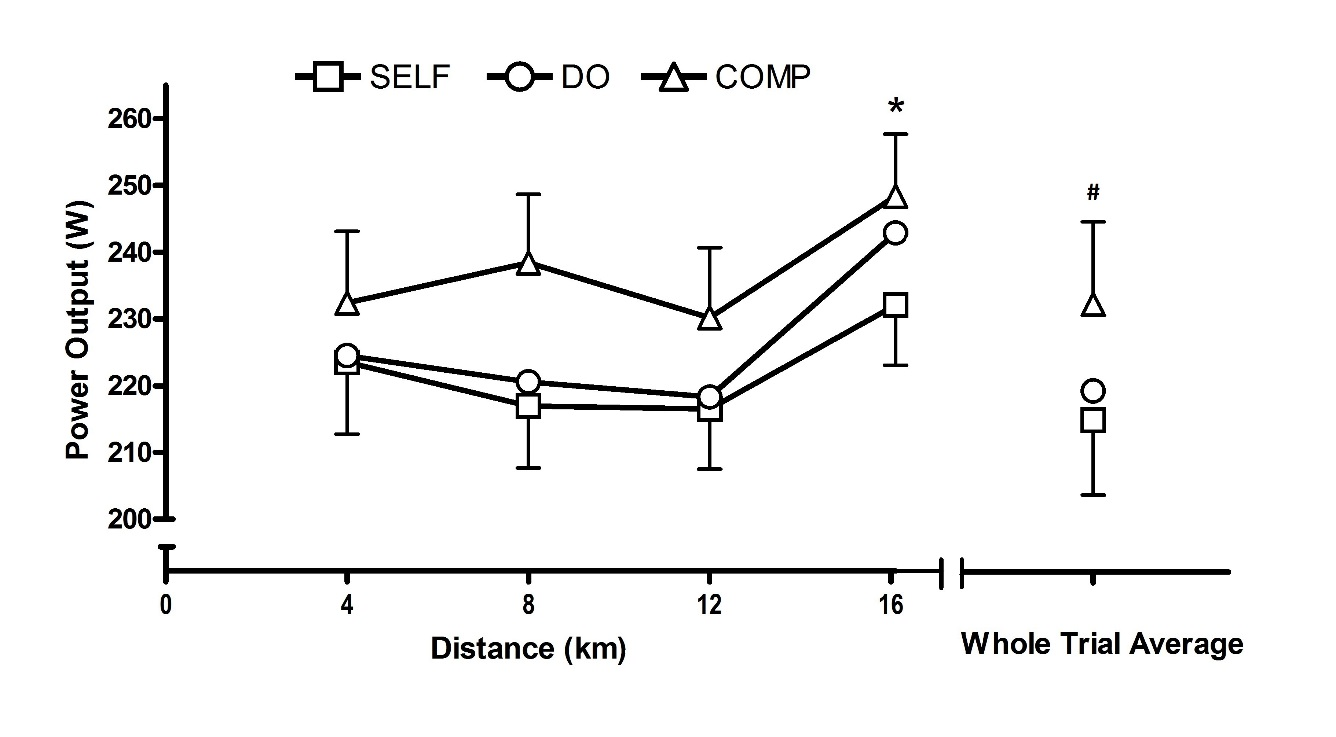 SELF DO COMP
*
260
250
#
240
230
220
210
200
Power Output (W)
0 4 8 12 16
Distance (km)
Whole Trial Average